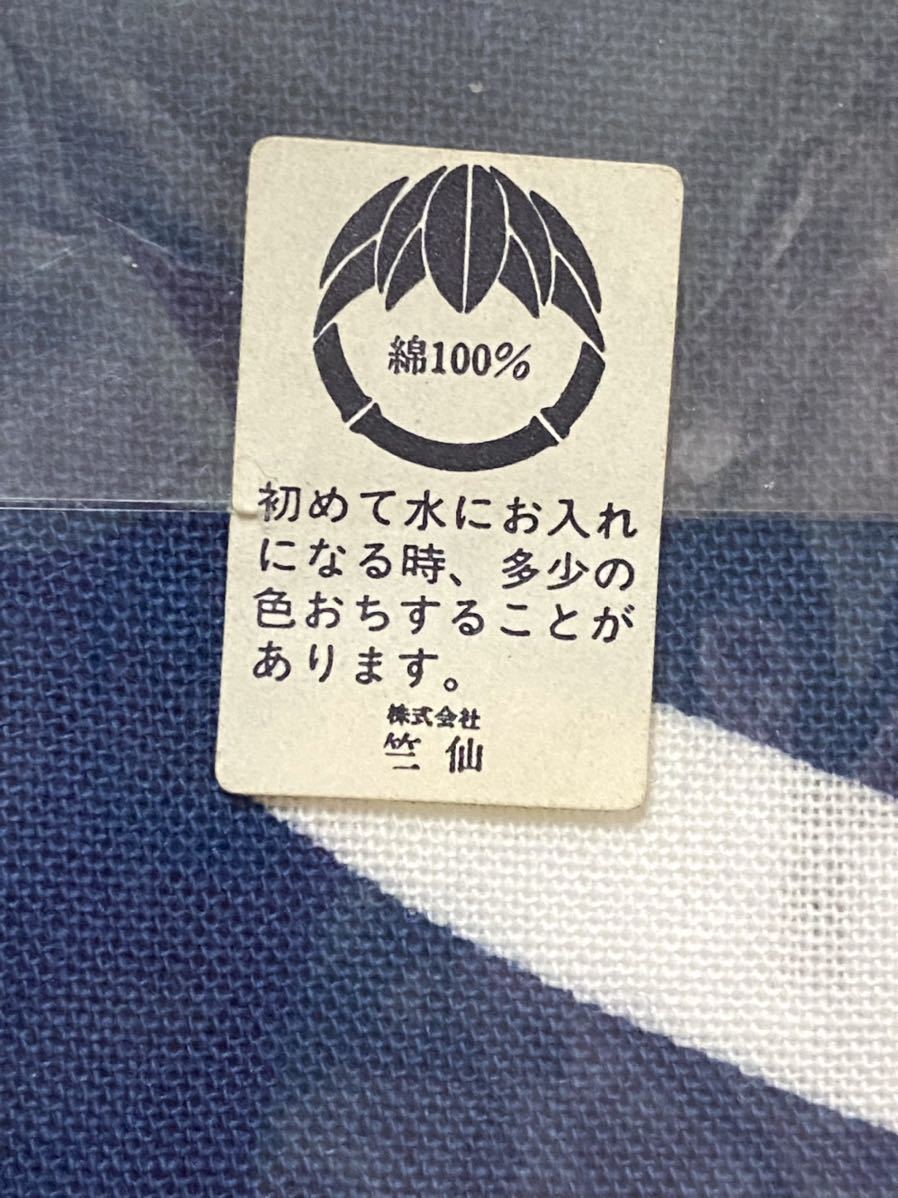 綿100%
初めて水にお入れ
になる時、多少の
色おちすることが
あります。
株式会社
竺仙